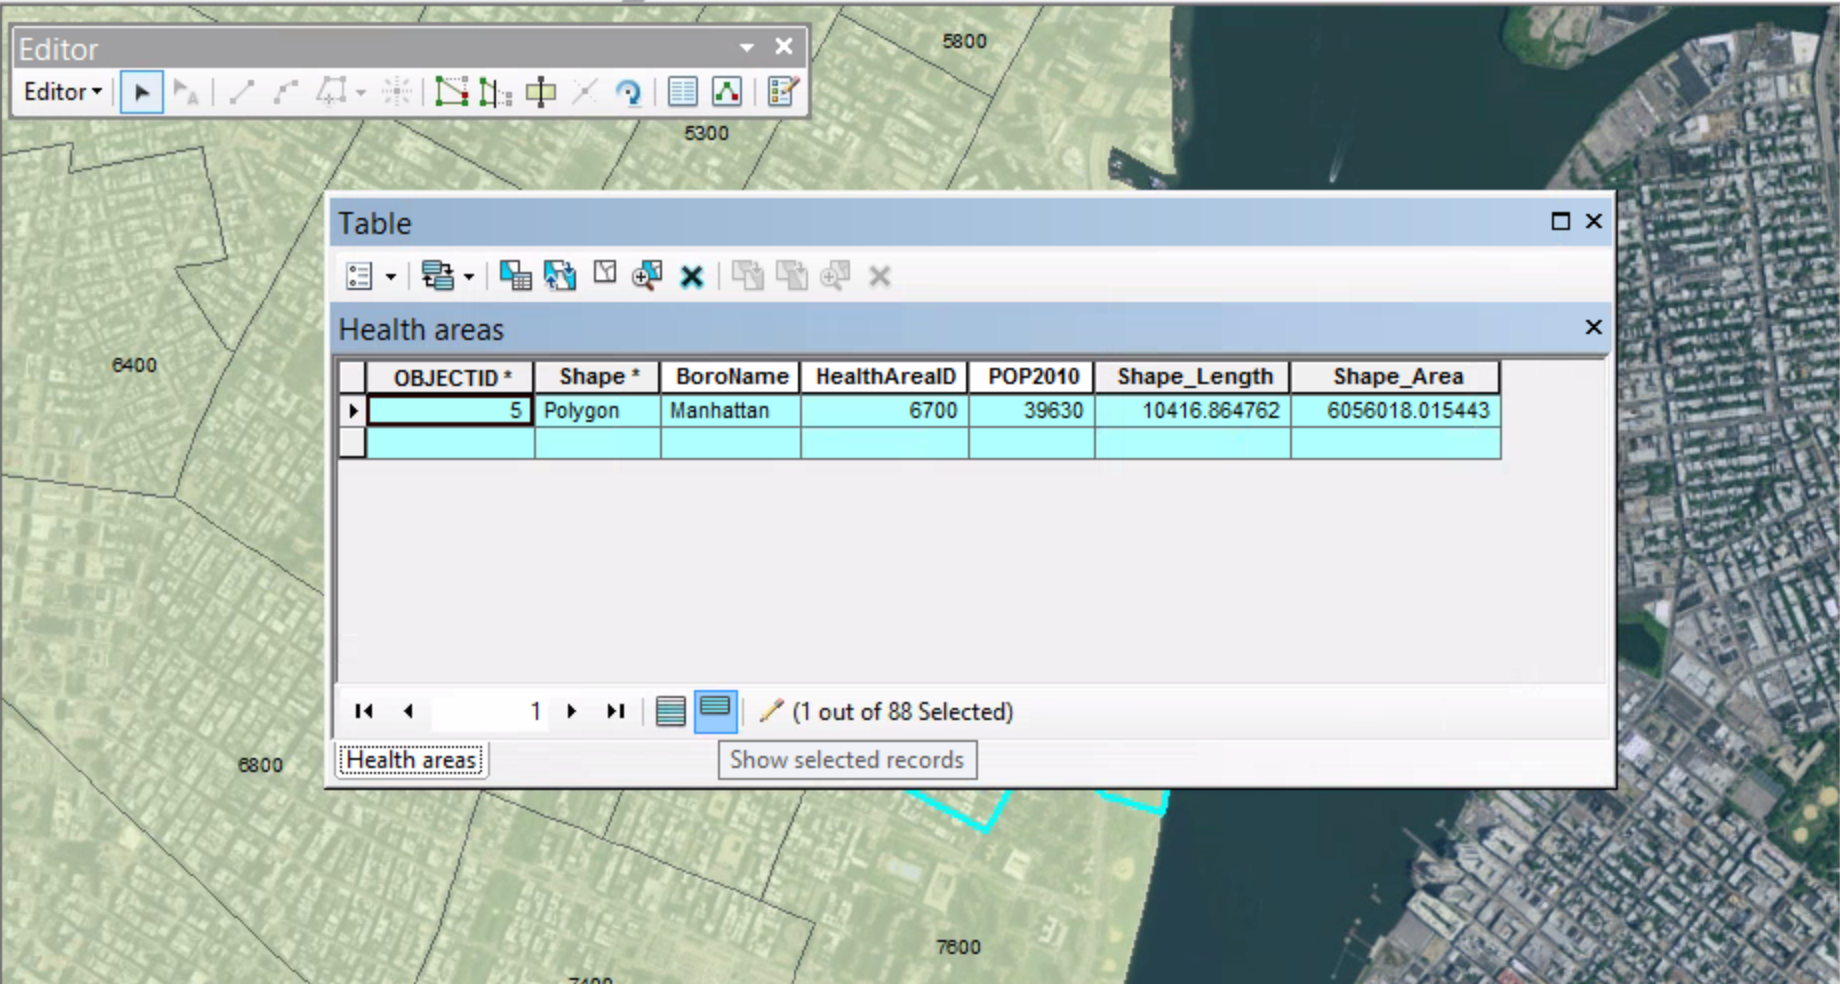 5800
Editor
Editor
5300
Table
Health areas
OBJECTID * Shape * BoroName HealthAreaID POP2010 Shape_Length Shape_Area
5 Polygon Manhattan 6700 39630 10416.864762 6056018.015443
6400
1 (1 out of 88 Selected)
Health areas Show selected records
6800
7600
7400